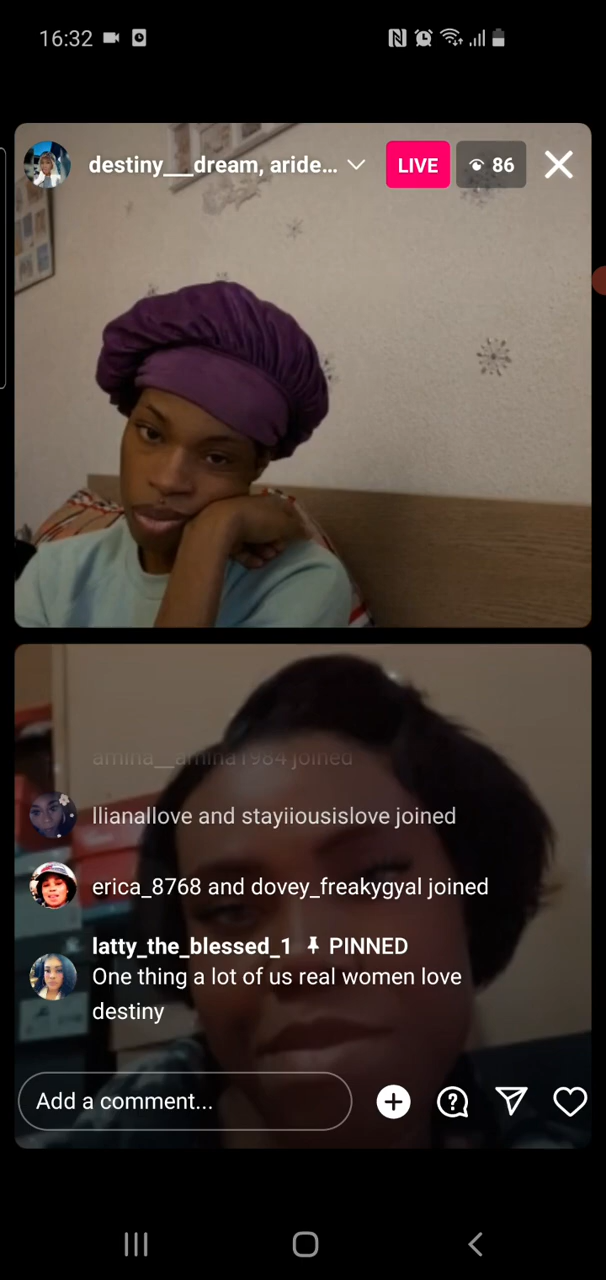 16:32
destiny___dream, aride...
LIVE
86
amina__amina1984 joined
llianallove and stayiiousislove joined
erica_8768 and dovey_freakygyal joined
latty_the_blessed_1 PINNED
One thing a lot of us real women love
destiny
Add a comment...